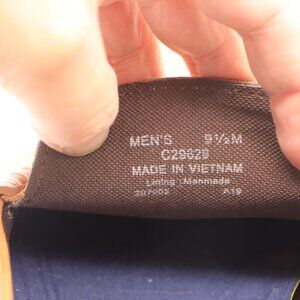 MEN'S 9½M
C29629
MADE IN VIETNAM
Lining : Manmade
A19